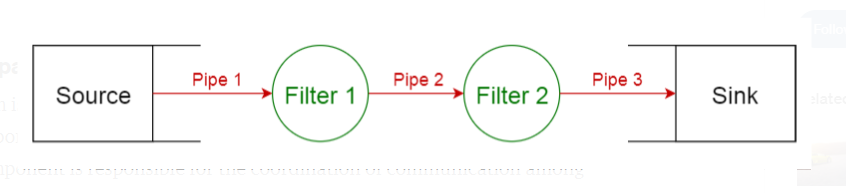 Pipe 1 Pipe 2 Pipe 3
Source Filter 1 Filter 2 Sink